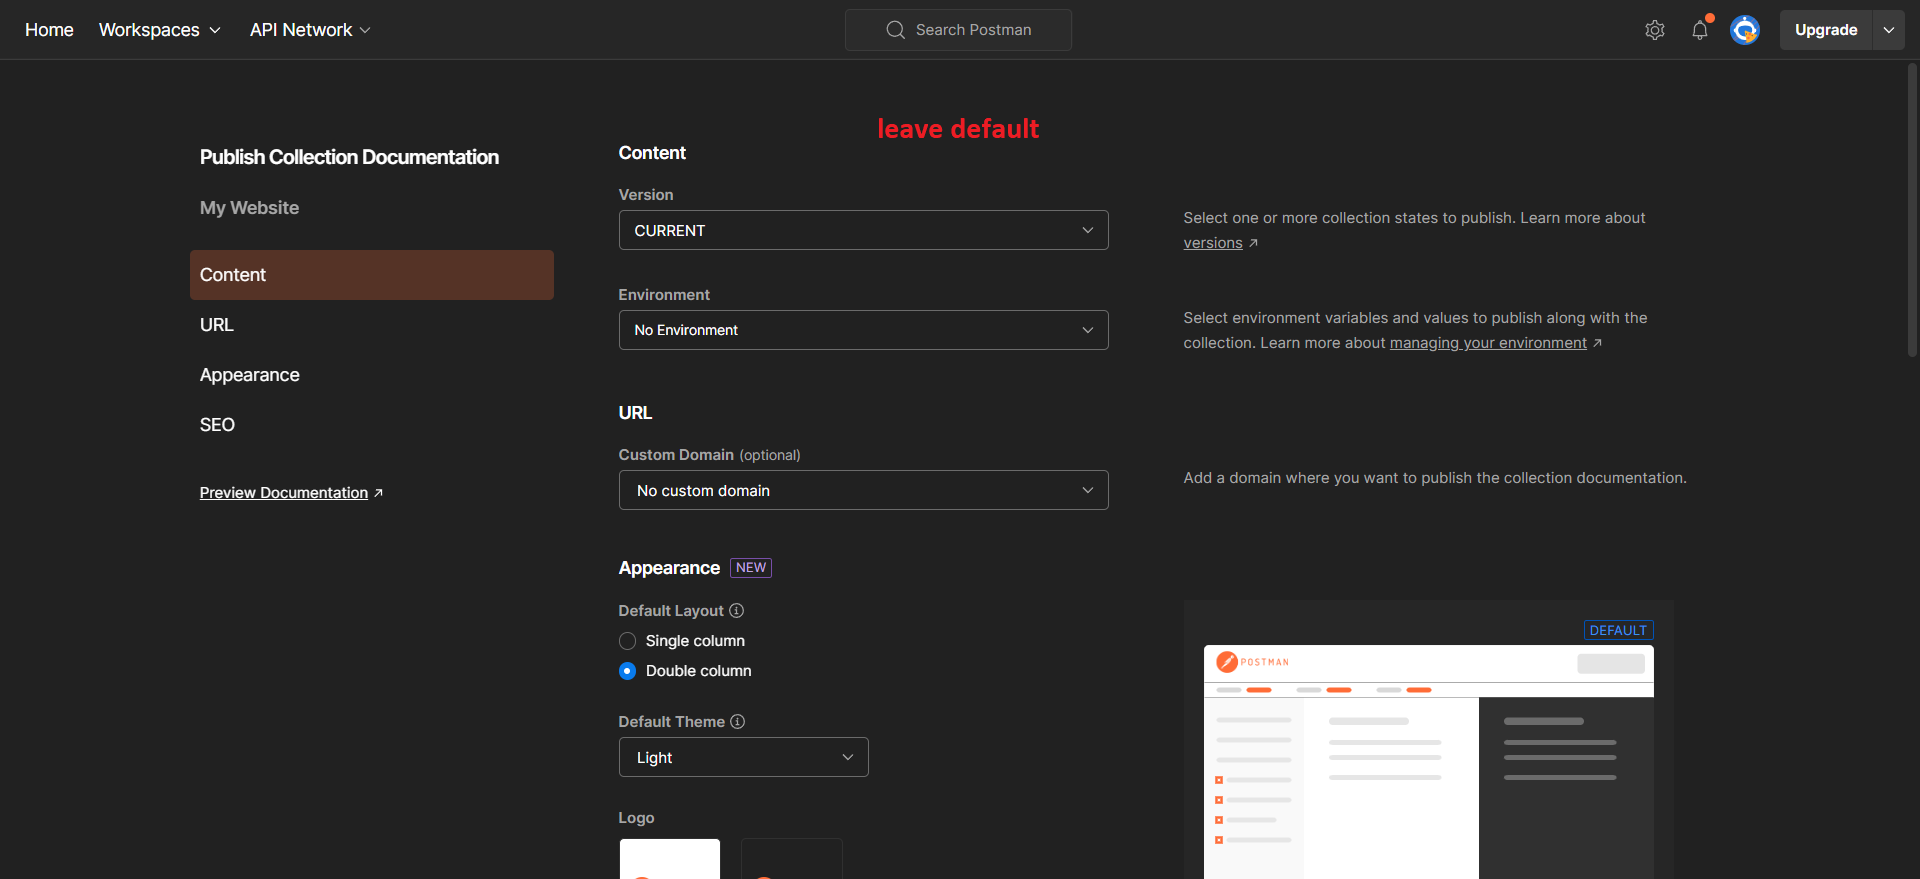 Home
Workspaces
API Network
Search Postman
Upgrade
leave default
Publish Collection Documentation
My Website
Content
URL
Appearance
SEO
Preview Documentation
Content
Version
CURRENT
Select one or more collection states to publish. Learn more about
versions
Environment
No Environment
Select environment variables and values to publish along with the
collection. Learn more about managing your environment
URL
Custom Domain (optional)
No custom domain
Add a domain where you want to publish the collection documentation.
Appearance NEW
Default Layout
Single column
Double column
Default Theme
Light
Logo
DEFAULT
POSTMAN